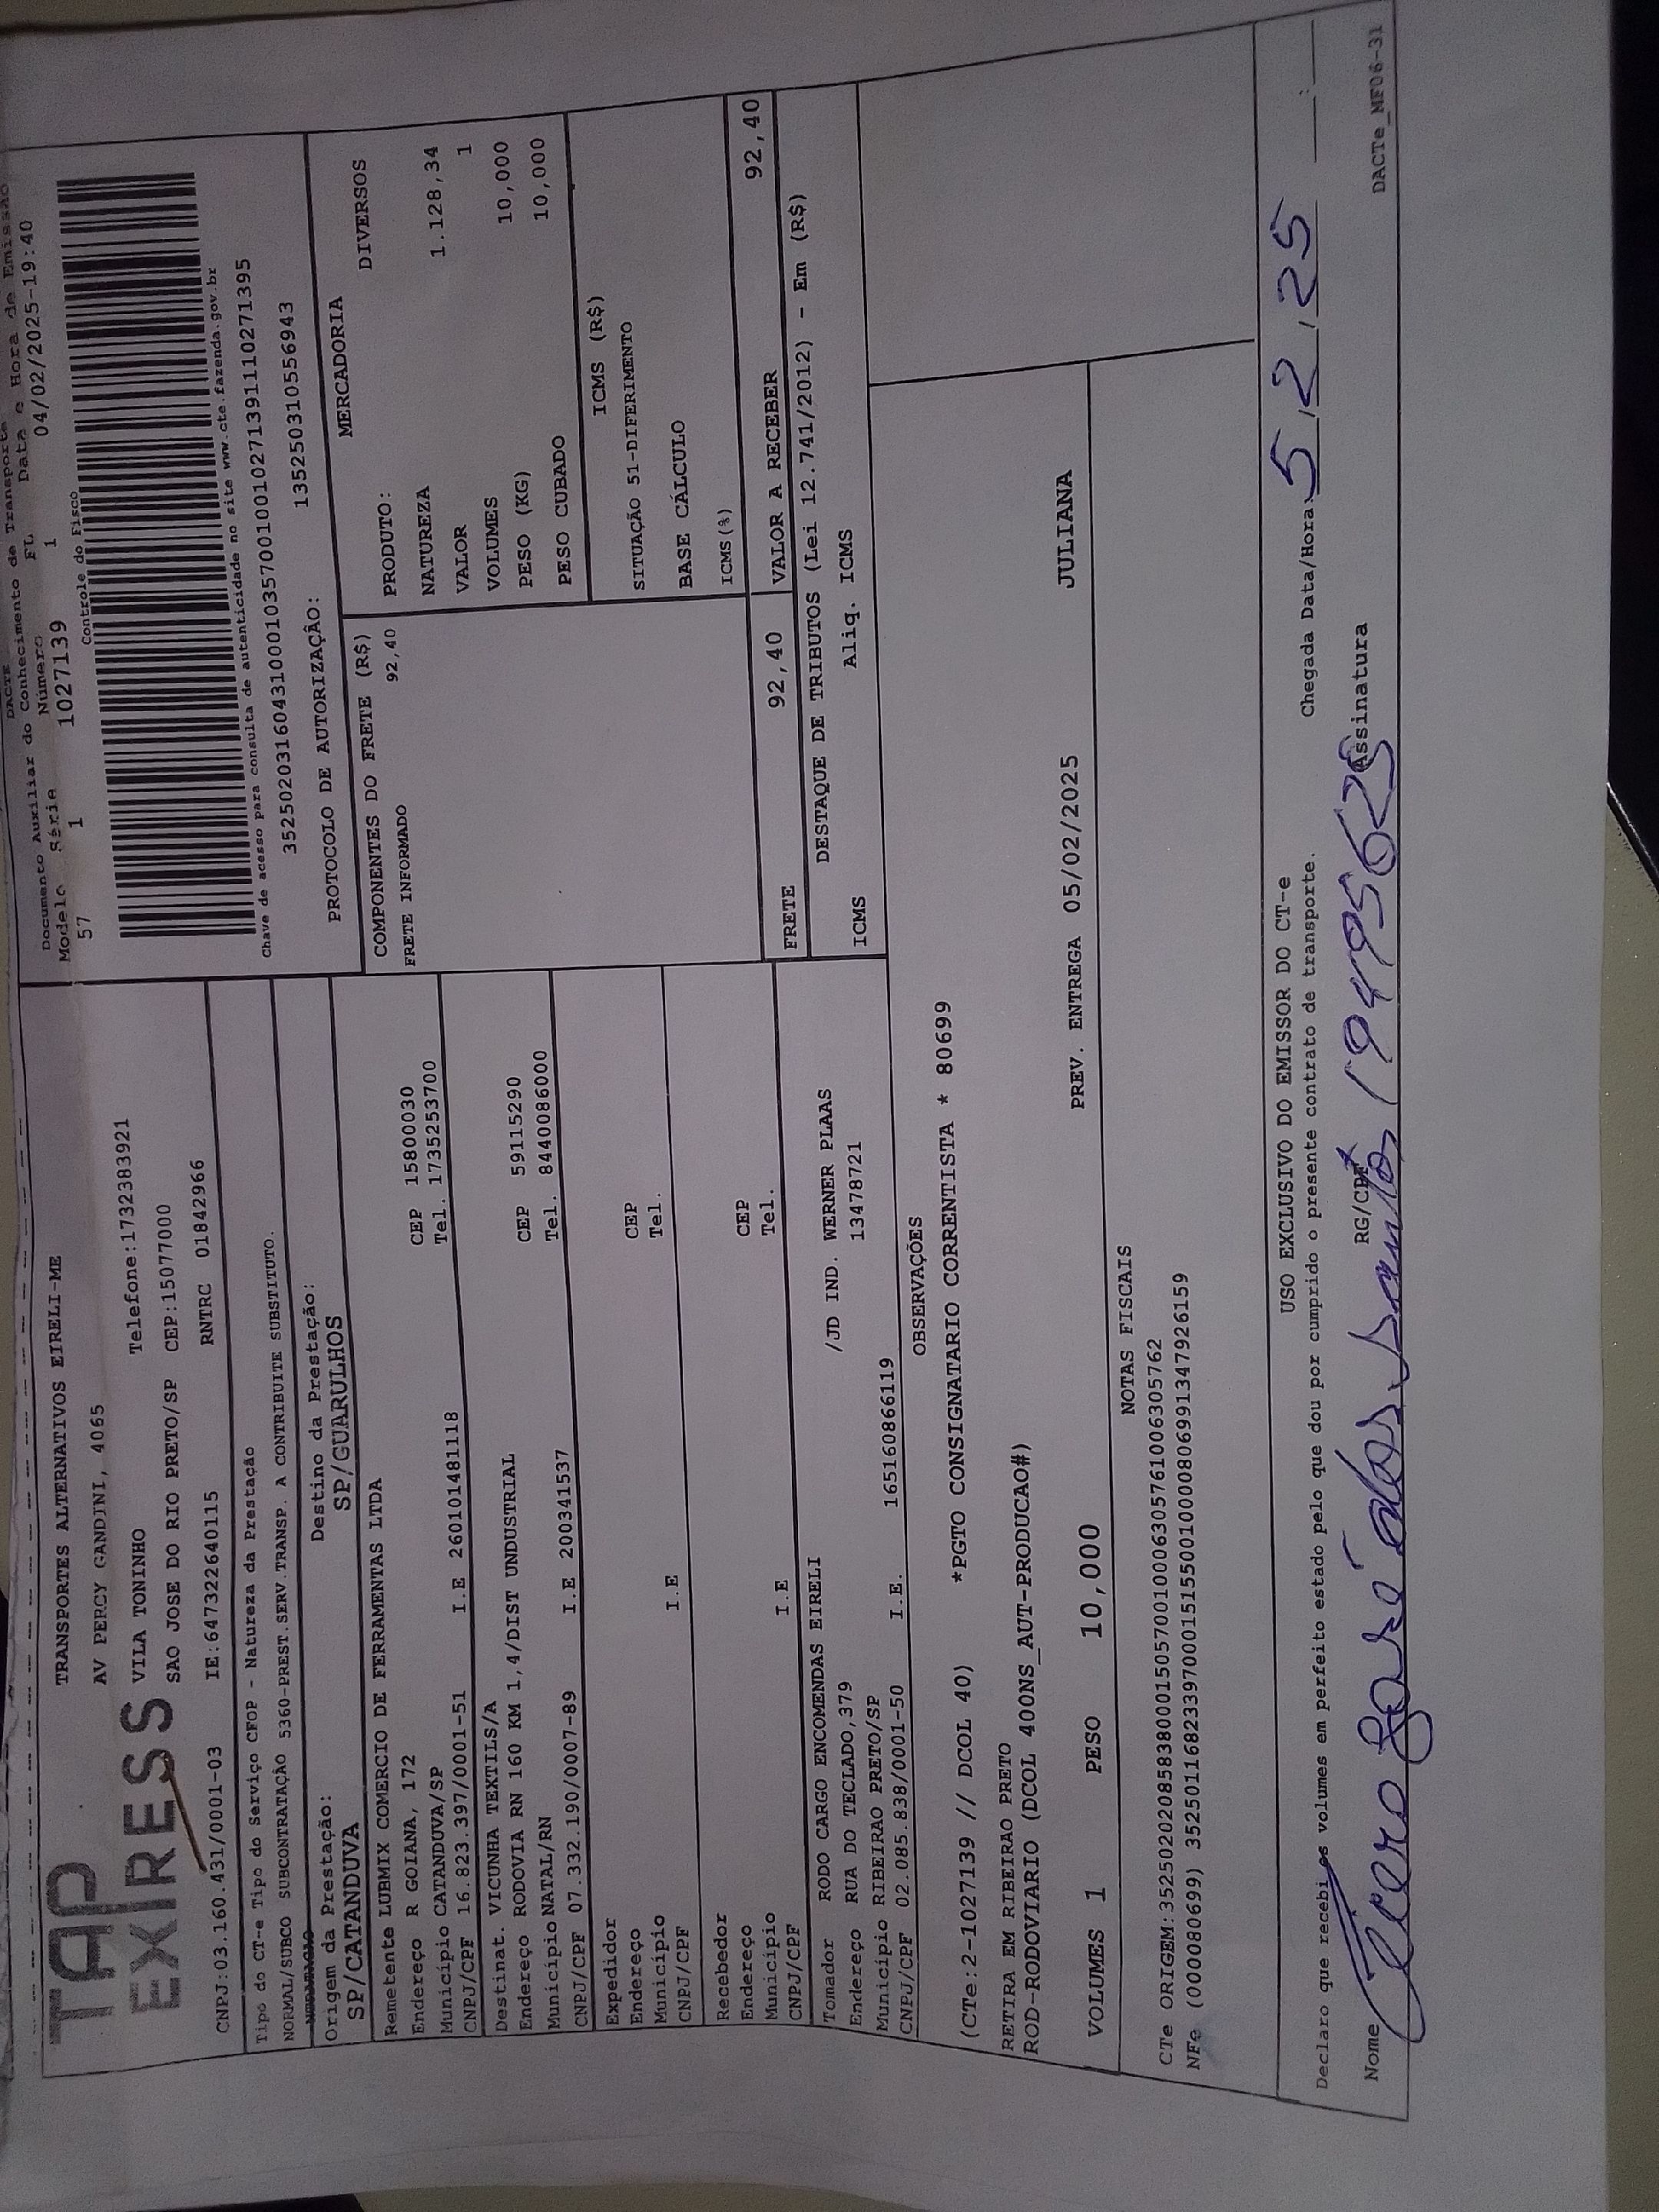 DACTE
Documento Auxiliar do Conhecimento de Transporte
Modelo Série Número FL Data e Hora de Emissão
57 1 1027139 1 04/02/2025-19:40
Controle do Fisco
TAP
EXPRESS
TRANSPORTES ALTERNATIVOS EIRELI-ME
AV PERCY GANDINI, 4065
VILA TONINHO Telefone:1732383921
SAO JOSE DO RIO PRETO/SP CEP:15077000
CNPJ:03.160.431/0001-03 IE:647322640115 RNTRC 01842966
Chave de acesso para consulta de autenticidade no site www.cte.fazenda.gov.br
35250203160431000103570010010271391110271395
PROTOCOLO DE AUTORIZAÇÃO: 135250310556943
Tipo do CT-e Tipo do Serviço CFOP - Natureza da Prestação
NORMAL/SUBCO SUBCONTRATAÇÃO 5360-PREST.SERV.TRANSP. A CONTRIBUITE SUBSTITUTO.
Origem da Prestação: Destino da Prestação:
SP/CATANDUVA SP/GUARULHOS
Remetente LUBMIX COMERCIO DE FERRAMENTAS LTDA
Endereço R GOIANA, 172 CEP 15800030
Município CATANDUVA/SP Tel. 1735253700
CNPJ/CPF 16.823.397/0001-51 I.E 260101481118
Destinat. VICUNHA TEXTILS/A
Endereço RODOVIA RN 160 KM 1,4/DIST UNDUSTRIAL CEP 59115290
Município NATAL/RN Tel. 8440086000
CNPJ/CPF 07.332.190/0007-89 I.E 200341537
Expedidor
Endereço CEP
Município Tel.
CNPJ/CPF I.E
Recebedor
Endereço CEP
Município Tel.
CNPJ/CPF I.E
Tomador RODO CARGO ENCOMENDAS EIRELI
Endereço RUA DO TECLADO,379 /JD IND. WERNER PLAAS
Município RIBEIRAO PRETO/SP 13478721
CNPJ/CPF 02.085.838/0001-50 I.E. 165160866119
COMPONENTES DO FRETE (R$)
FRETE INFORMADO 92,40
MERCADORIA
PRODUTO: DIVERSOS
NATUREZA
VALOR 1.128,34
VOLUMES 1
PESO (KG) 10,000
PESO CUBADO 10,000
ICMS (R$)
SITUAÇÃO 51-DIFERIMENTO
BASE CÁLCULO
ICMS(%)
FRETE 92,40 VALOR A RECEBER 92,40
DESTAQUE DE TRIBUTOS (Lei 12.741/2012) - Em (R$)
ICMS Aliq. ICMS
OBSERVAÇÕES
(CTe:2-1027139 // DCOL 40) *PGTO CONSIGNATARIO CORRENTISTA * 80699
RETIRA EM RIBEIRAO PRETO
ROD-RODOVIARIO (DCOL 400NS_AUT-PRODUCAO#)
VOLUMES 1 PESO 10,000 PREV. ENTREGA 05/02/2025 JULIANA
NOTAS FISCAIS
CTe ORIGEM:35250202085838000150570010006305761006305762
NFe (000080699) 35250116823397000151550010000806991347926159
USO EXCLUSIVO DO EMISSOR DO CT-e
Declaro que recebi os volumes em perfeito estado pelo que dou por cumprido o presente contrato de transporte. Chegada Data/Hora: 5/2/25 __:__
Nome José dos Santos RG/CPF Assinatura
DACTe_NF06-31